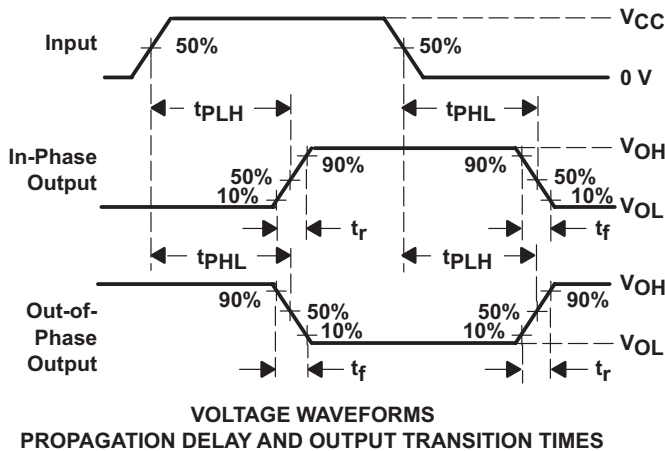 Input
50%
50%
VCC
0 V
tPLH
tPHL
In-Phase
Output
50%
10%
90%
90%
50%
10%
VOH
VOL
tr
tf
tPHL
tPLH
Out-of-
Phase
Output
90%
50%
10%
50%
10%
90%
VOH
VOL
tf
tr
VOLTAGE WAVEFORMS
PROPAGATION DELAY AND OUTPUT TRANSITION TIMES